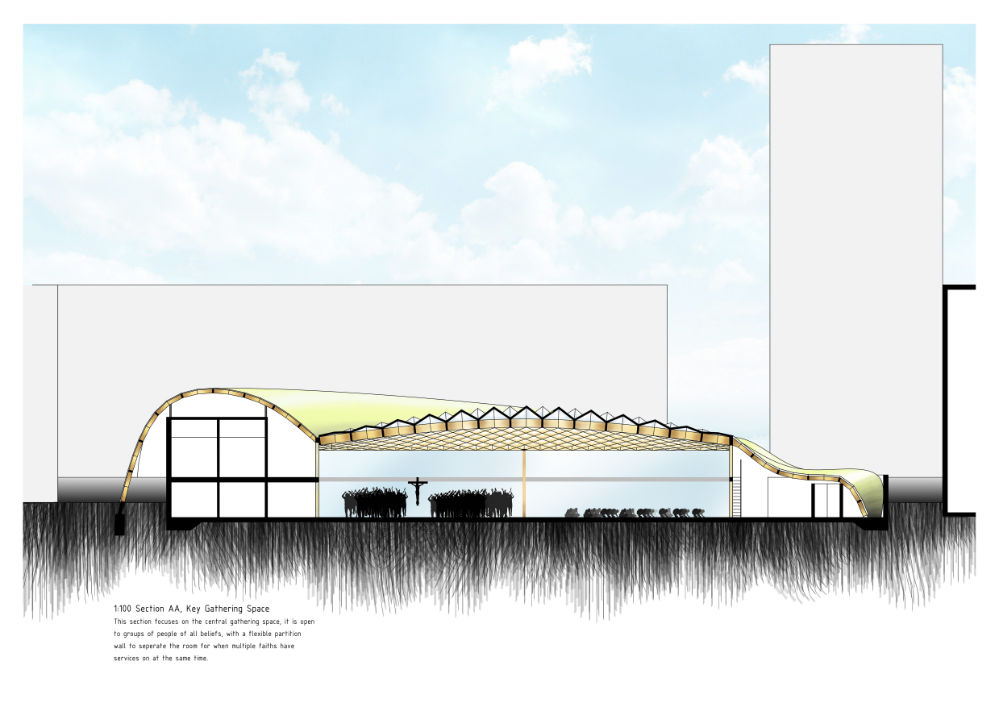 1:100 Section AA, Key Gathering Space
This section focuses on the central gathering space, it is open
to groups of people of all beliefs, with a flexible partition
wall to seperate the room for when multiple faiths have
services on at the same time.